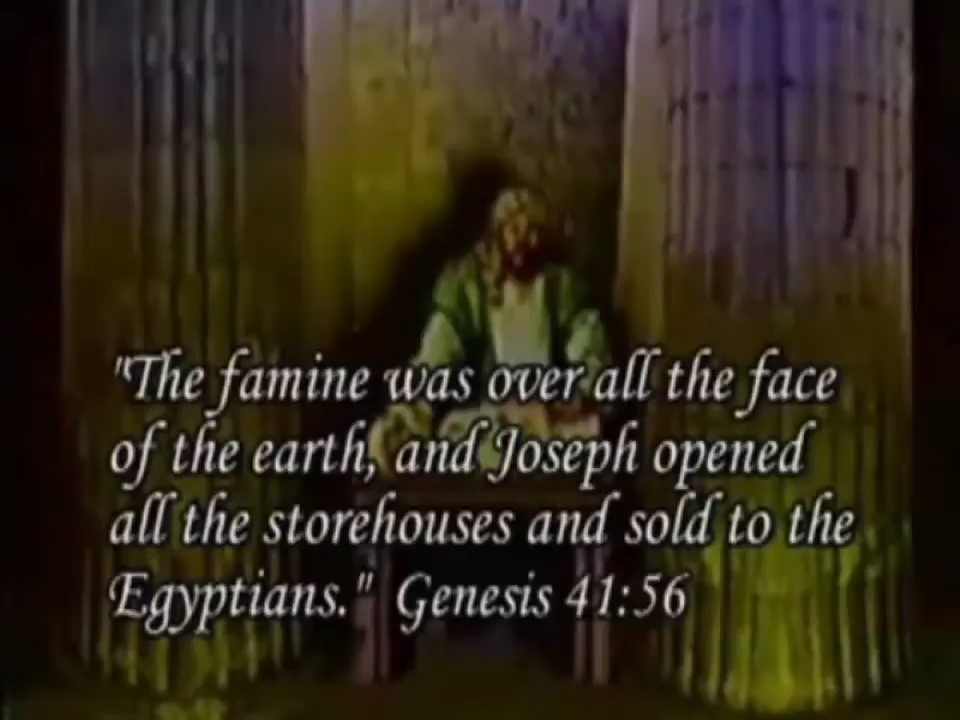 "The famine was over all the face
of the earth, and Joseph opened
all the storehouses and sold to the
Egyptians."  Genesis 41:56